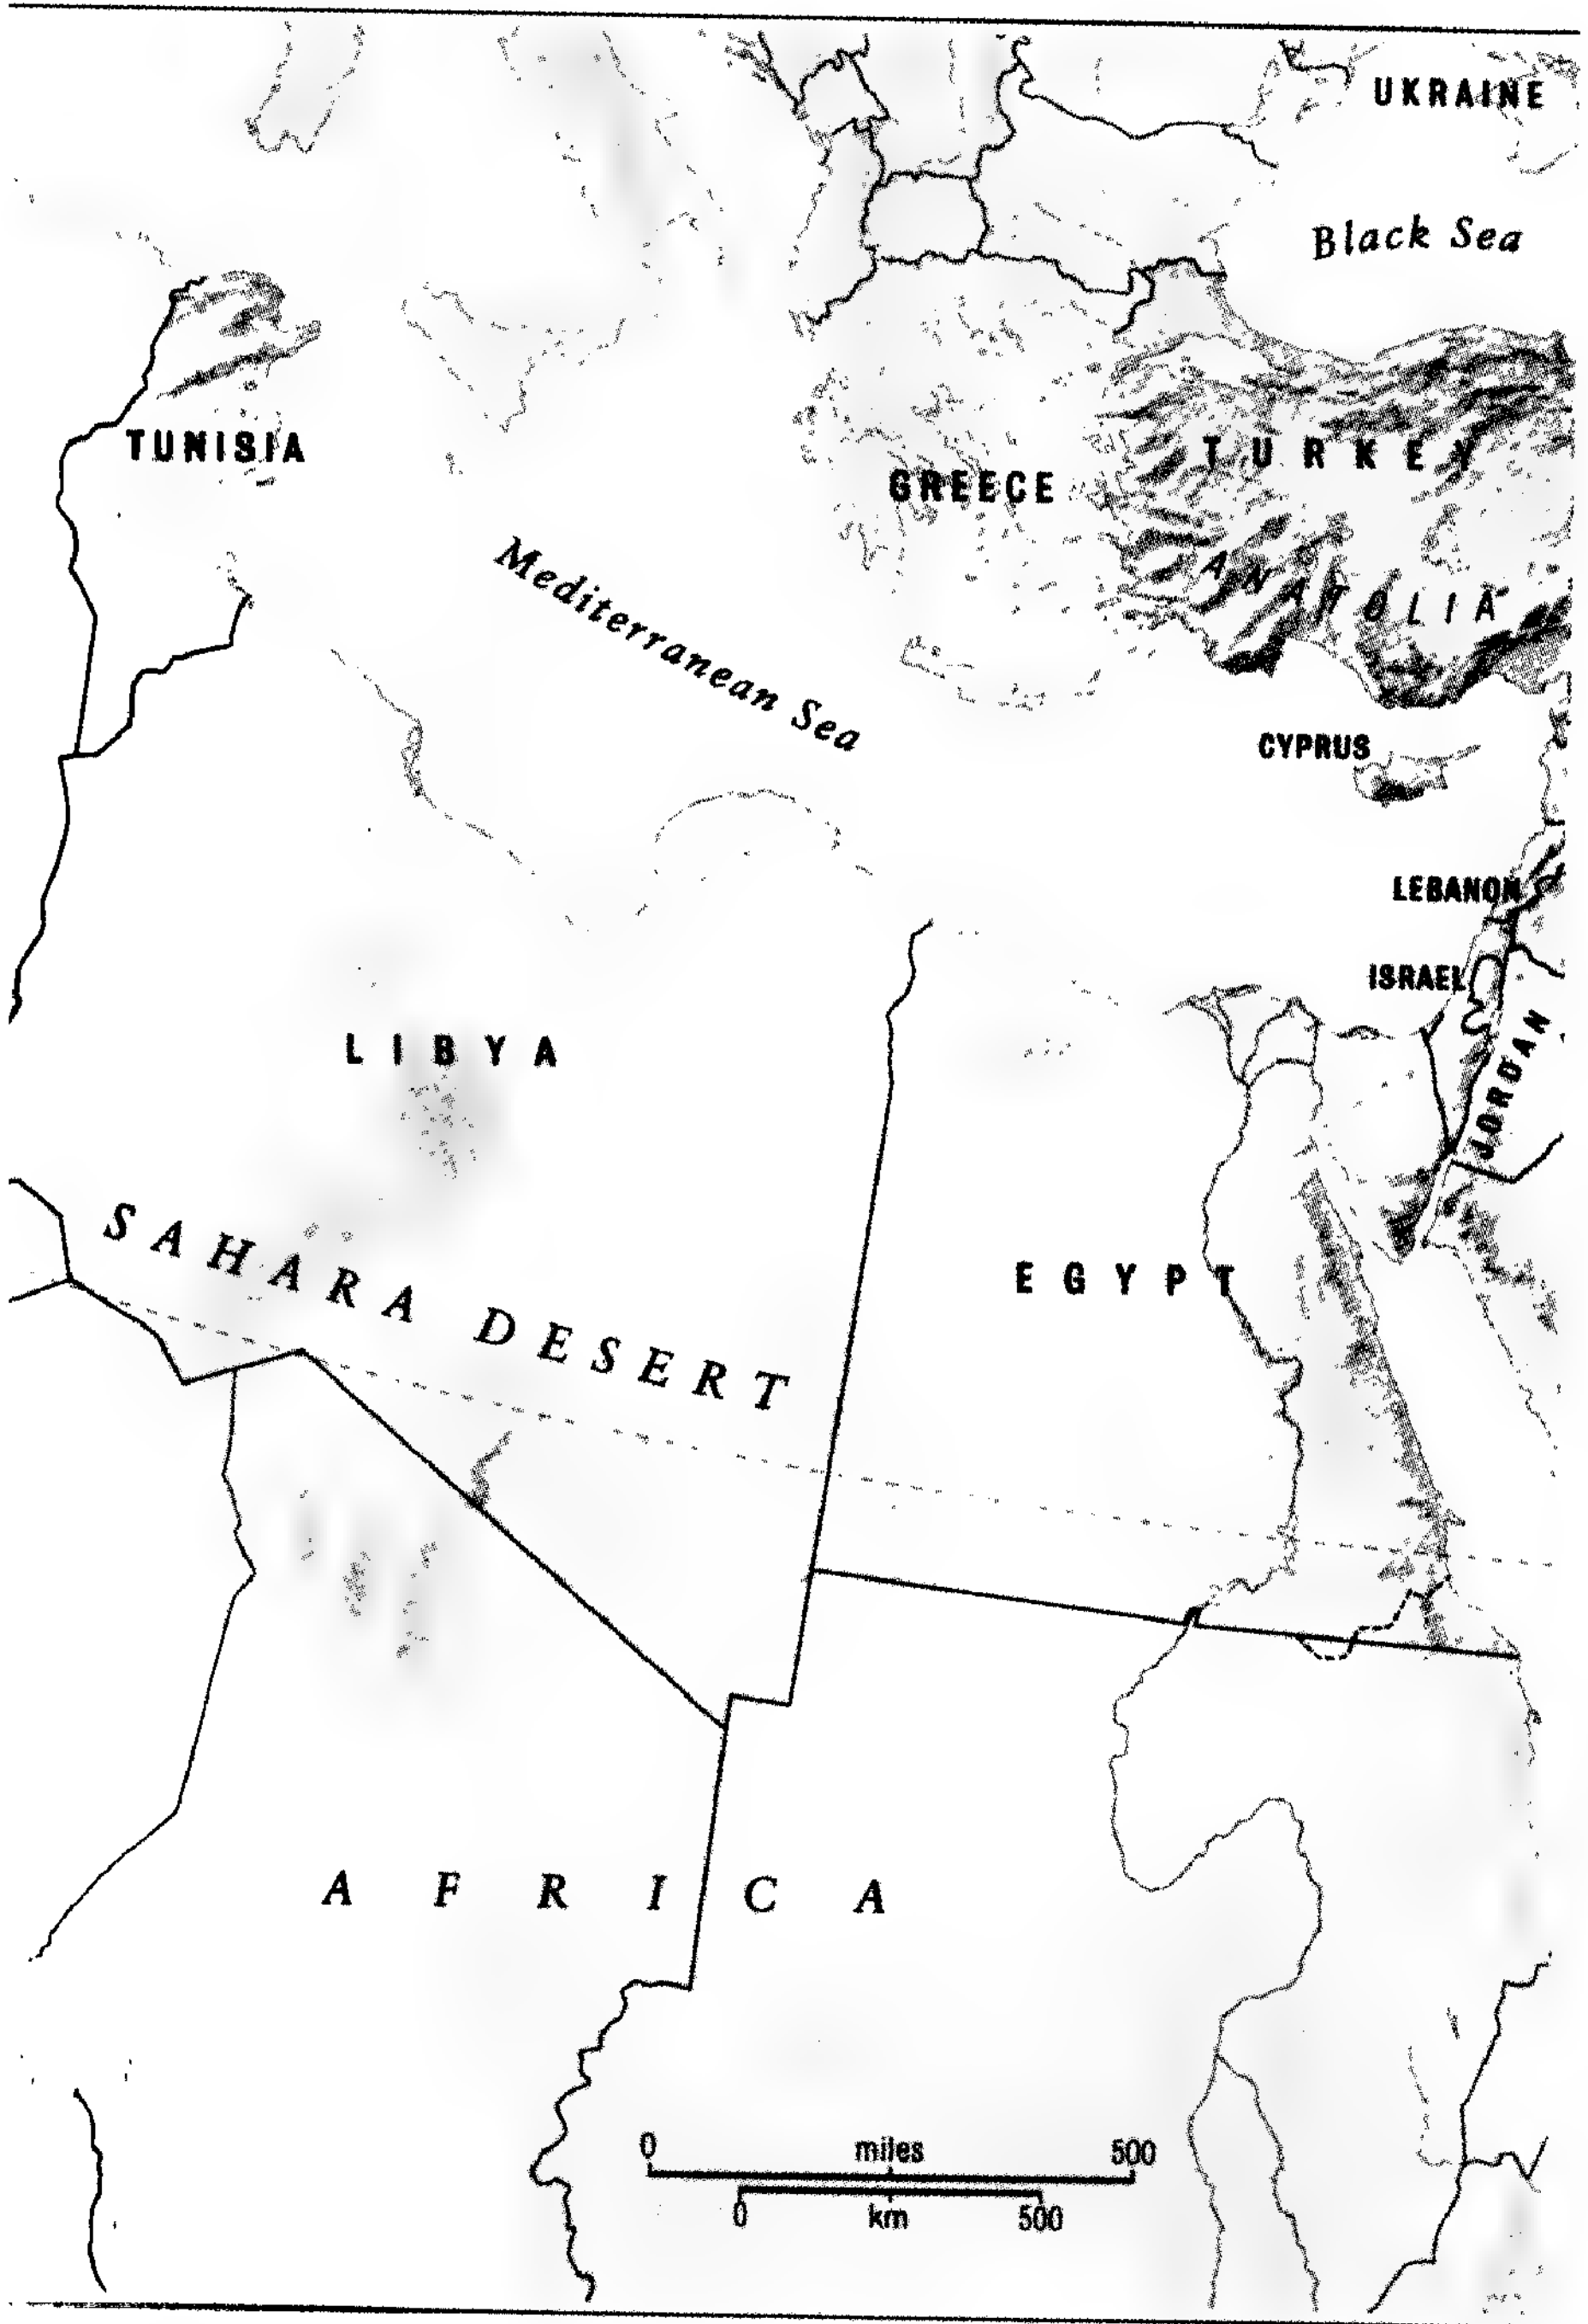 UKRAINE
Black Sea
TUNISIA
TURKEY
GREECE
Mediterranean Sea
ANATOLIA
CYPRUS
LEBANON
ISRAEL
JORDAN
LIBYA
SAHARA DESERT
EGYPT
AFRICA
0 miles 500
0 km 500